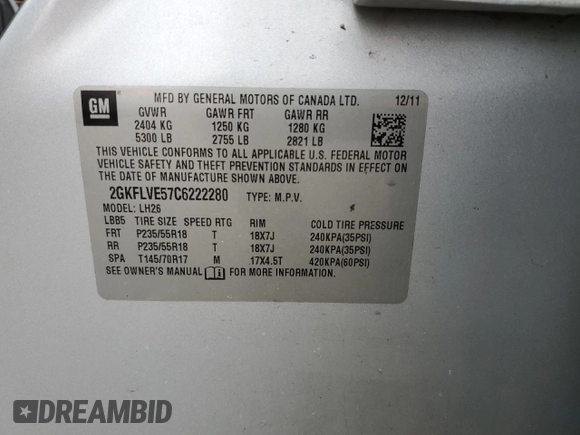 GM
MFD BY GENERAL MOTORS OF CANADA LTD. 12/11
GVWR GAWR FRT GAWR RR
2404 KG 1250 KG 1280 KG
5300 LB 2755 LB 2821 LB
THIS VEHICLE CONFORMS TO ALL APPLICABLE U.S. FEDERAL MOTOR
VEHICLE SAFETY AND THEFT PREVENTION STANDARDS IN EFFECT ON
THE DATE OF MANUFACTURE SHOWN ABOVE.
2GKFLVE57C6222280 TYPE: M.P.V.
MODEL: LH26
LBB5 TIRE SIZE SPEED RTG RIM COLD TIRE PRESSURE
FRT P235/55R18 T 18X7J 240KPA(35PSI)
RR P235/55R18 T 18X7J 240KPA(35PSI)
SPA T145/70R17 M 17X4.5T 420KPA(60PSI)
SEE OWNER'S MANUAL FOR MORE INFORMATION.
DREAMBID